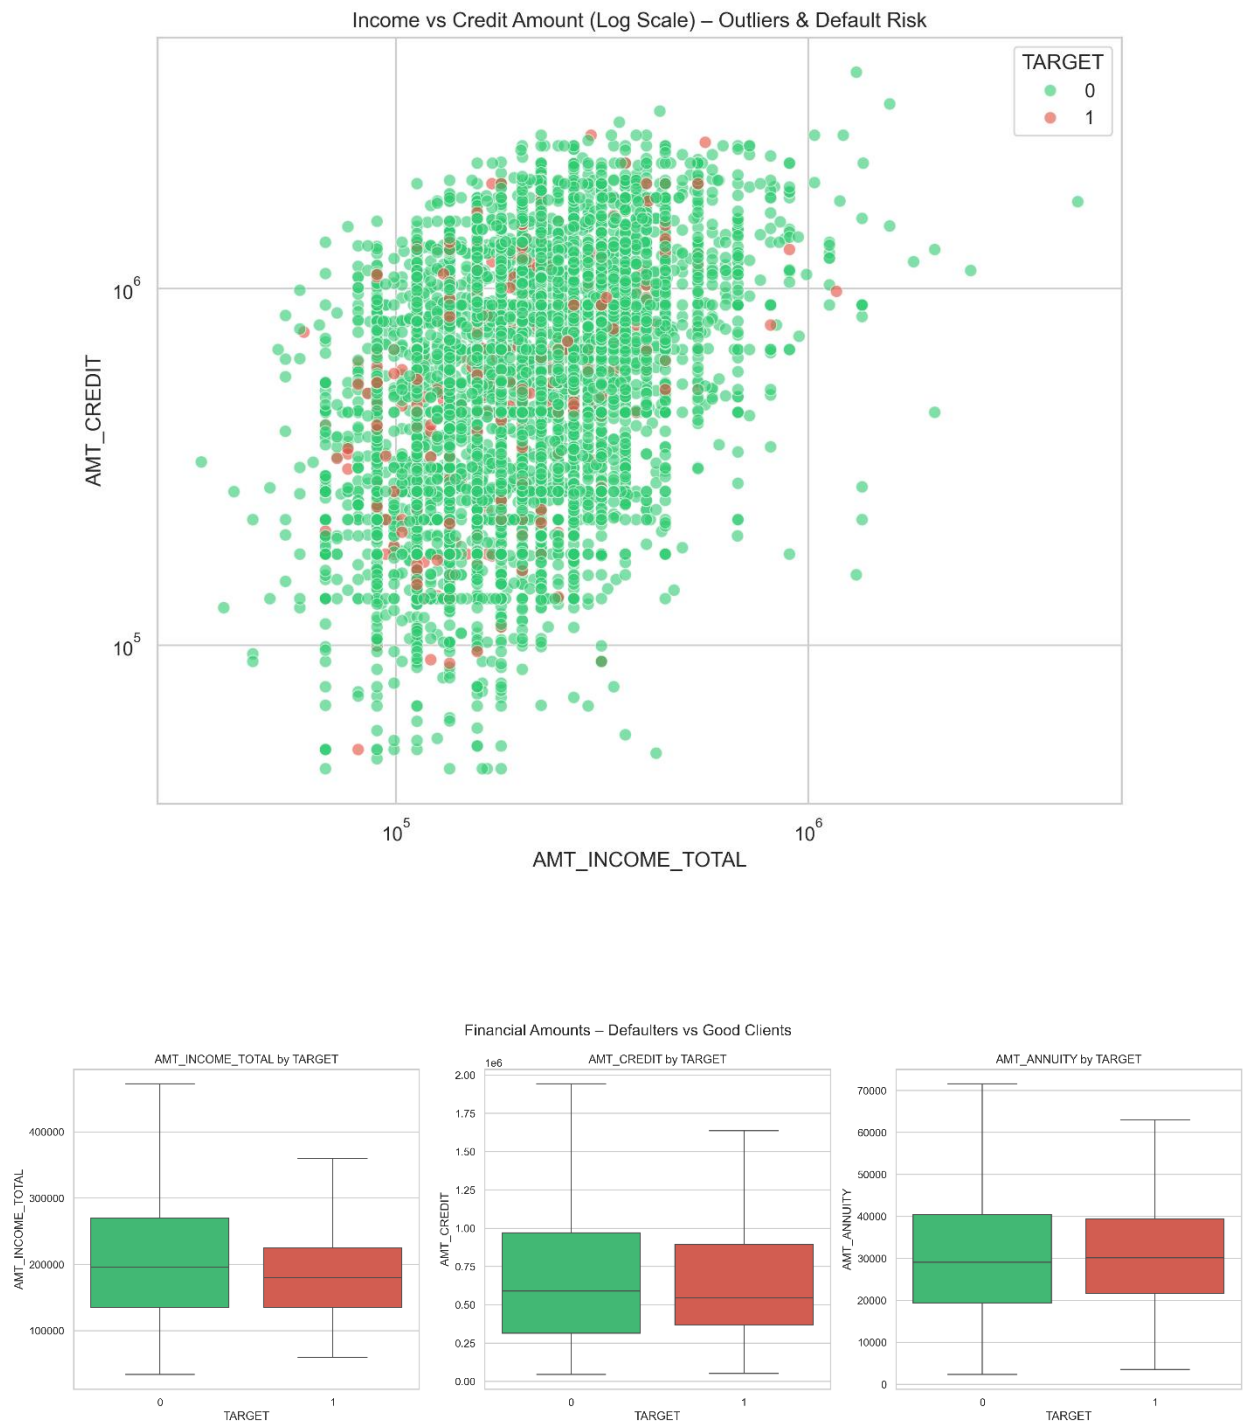 Income vs Credit Amount (Log Scale) – Outliers & Default Risk
TARGET
0
1
10^6
10^5
AMT_CREDIT
10^5
10^6
AMT_INCOME_TOTAL
Financial Amounts – Defaulters vs Good Clients
AMT_INCOME_TOTAL by TARGET
400000
300000
200000
100000
AMT_INCOME_TOTAL
0
1
TARGET
AMT_CREDIT by TARGET
1e6
2.00
1.75
1.50
1.25
1.00
0.75
0.50
0.25
0.00
AMT_CREDIT
0
1
TARGET
AMT_ANNUITY by TARGET
70000
60000
50000
40000
30000
20000
10000
0
AMT_ANNUITY
0
1
TARGET